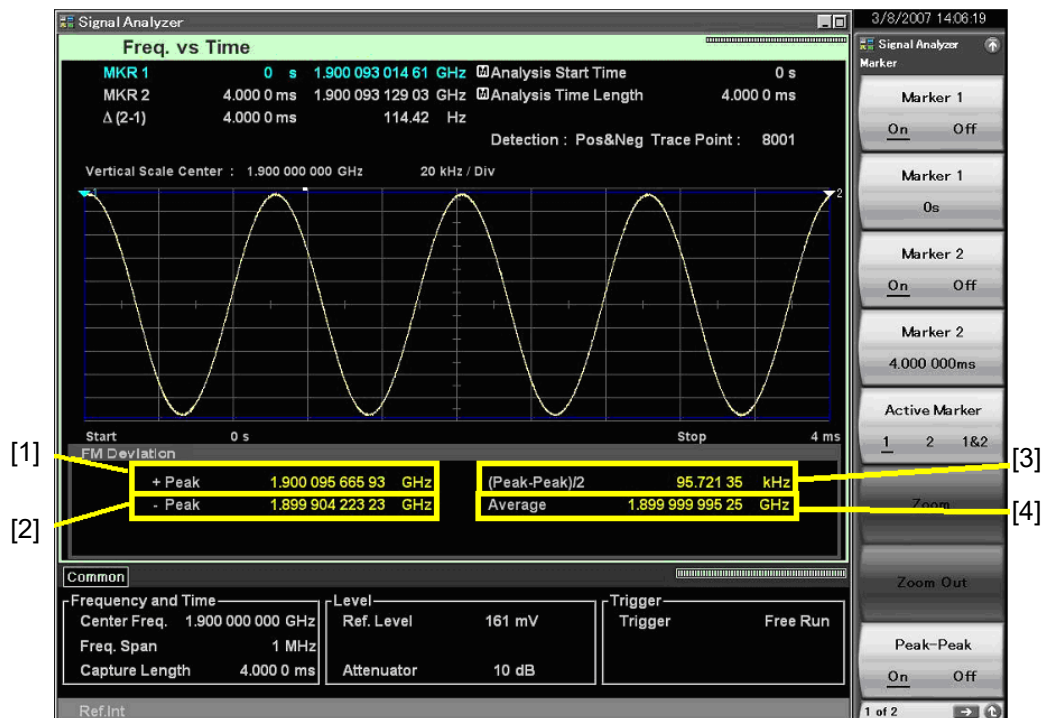 Signal Analyzer
3/8/2007 14:06:19
Freq. vs Time
MKR 1 0 s 1.900 093 014 61 GHz M Analysis Start Time 0 s
MKR 2 4.000 0 ms 1.900 093 129 03 GHz M Analysis Time Length 4.000 0 ms
Δ (2-1) 4.000 0 ms 114.42 Hz
Detection : Pos&Neg Trace Point : 8001
Vertical Scale Center : 1.900 000 000 GHz 20 kHz / Div
1
2
Start 0 s Stop 4 ms
FM Deviation
[1]
+ Peak 1.900 095 665 93 GHz (Peak-Peak)/2 95.721 35 kHz
[3]
[2]
- Peak 1.899 904 223 23 GHz Average 1.899 999 995 25 GHz
[4]
Common
Frequency and Time
Center Freq. 1.900 000 000 GHz
Freq. Span 1 MHz
Capture Length 4.000 0 ms
Level
Ref. Level 161 mV
Attenuator 10 dB
Trigger
Trigger Free Run
Ref.Int
Signal Analyzer
Marker
Marker 1
On Off
Marker 1
0s
Marker 2
On Off
Marker 2
4.000 000ms
Active Marker
1 2 1&2
Zoom
Zoom Out
Peak-Peak
On Off
1 of 2